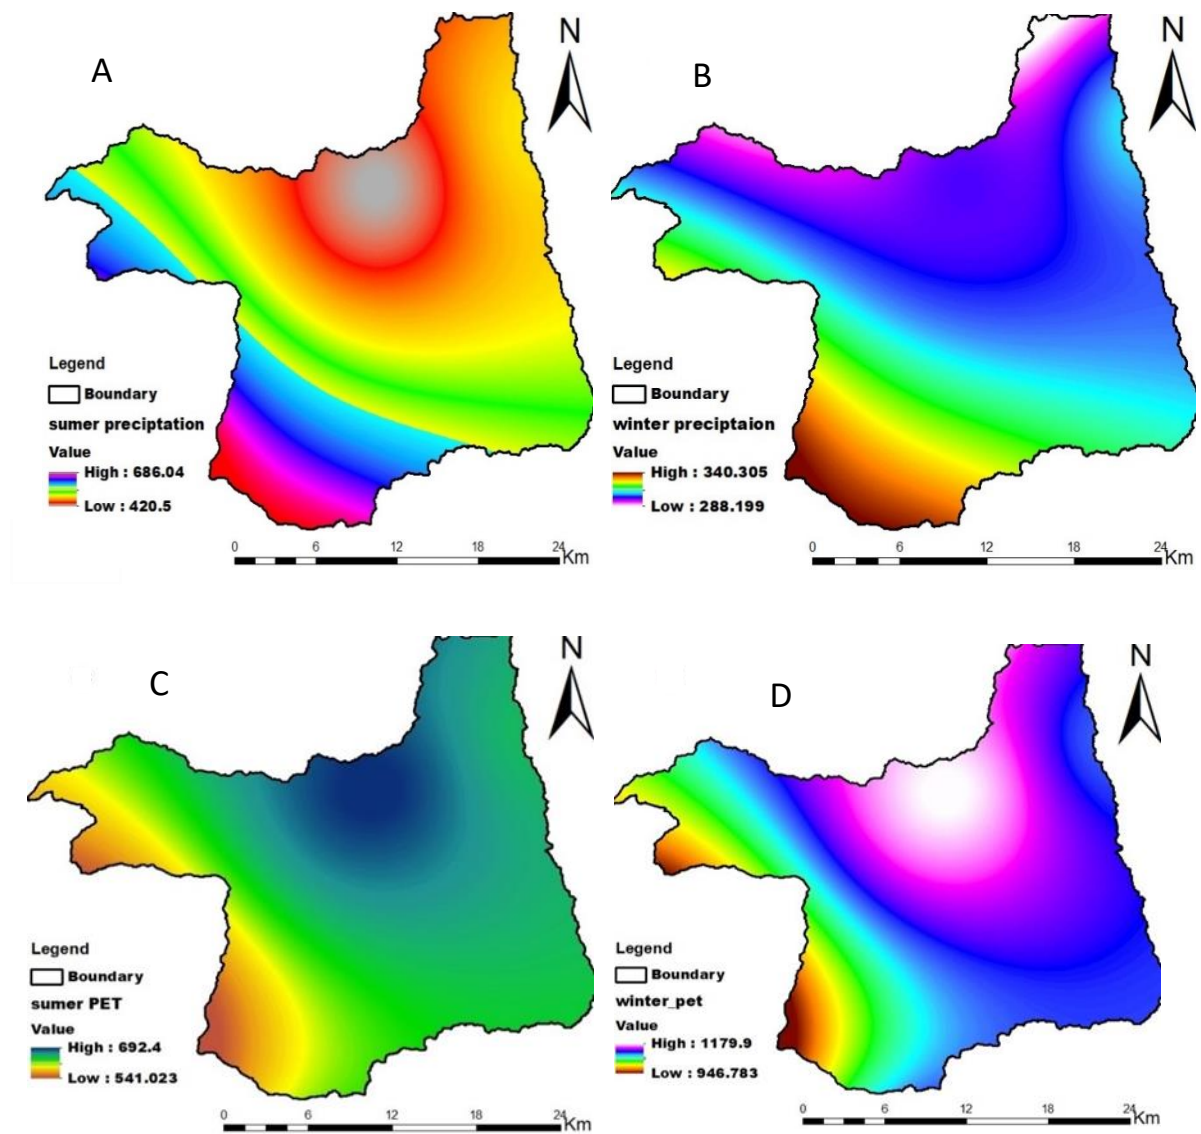 A
N
Legend
Boundary
sumer preciptation
Value
High : 686.04
Low : 420.5
0 6 12 18 24 Km
B
N
Legend
Boundary
winter preciptaion
Value
High : 340.305
Low : 288.199
0 6 12 18 24 Km
C
N
Legend
Boundary
sumer PET
Value
High : 692.4
Low : 541.023
0 6 12 18 24 Km
D
N
Legend
Boundary
winter_pet
Value
High : 1179.9
Low : 946.783
0 6 12 18 24 Km